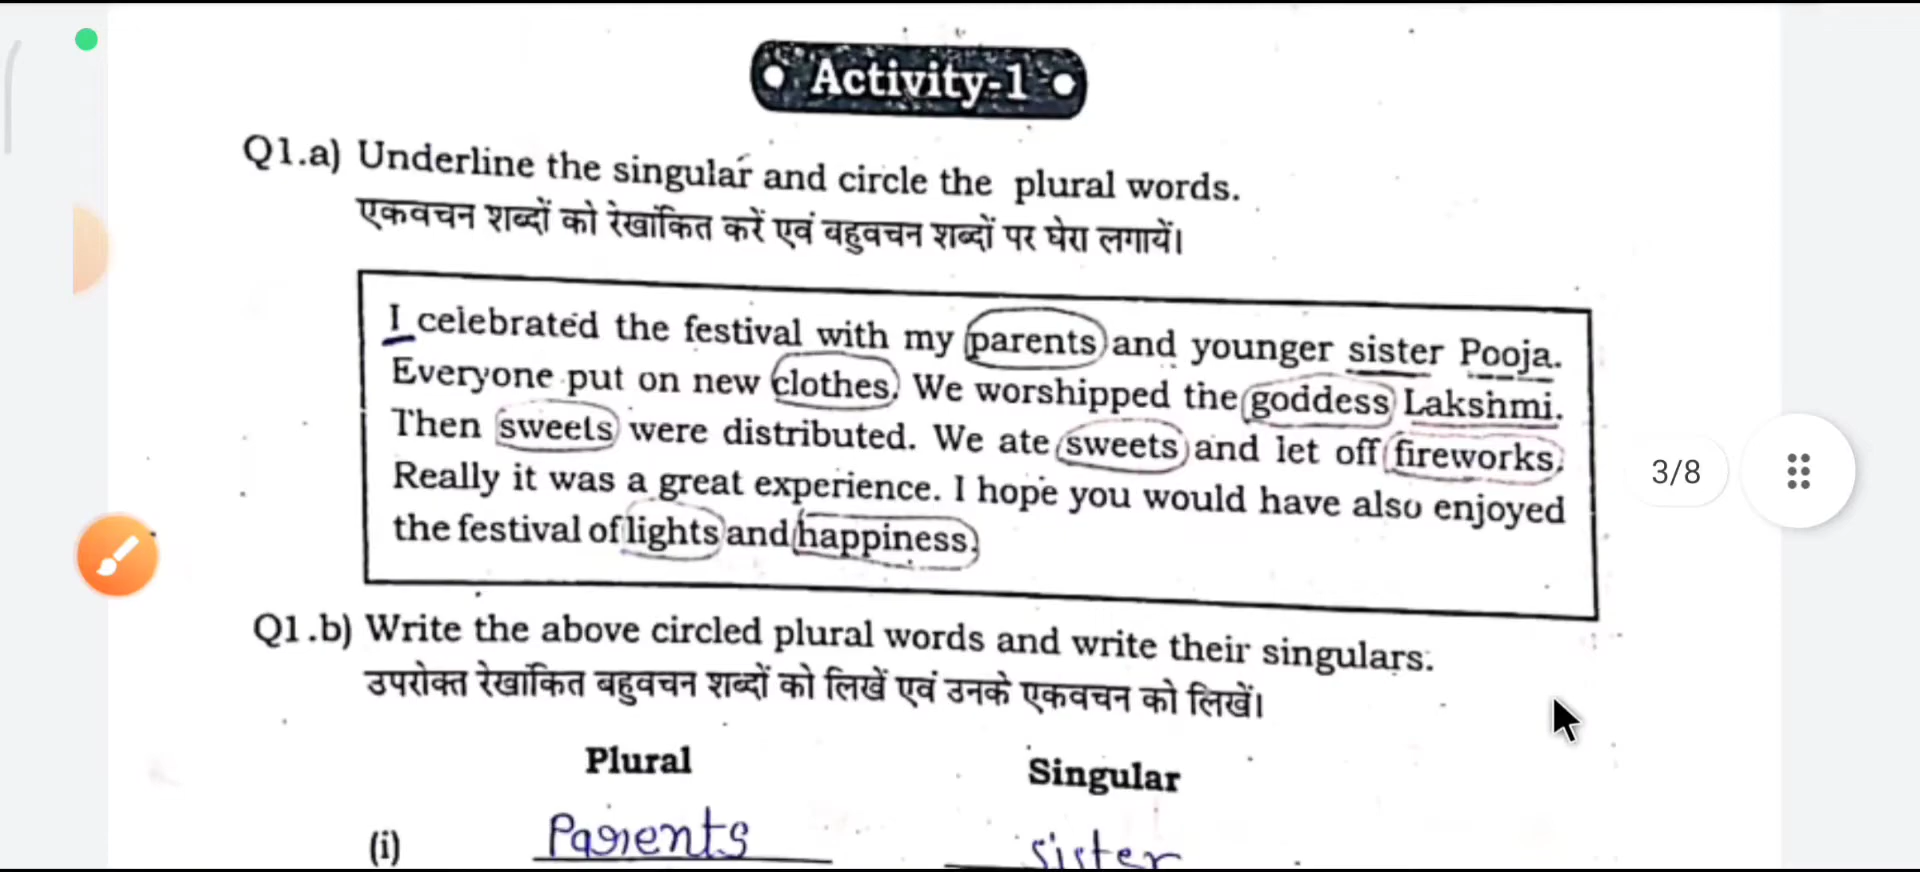 Activity-1
Q1.a) Underline the singular and circle the plural words.
एकवचन शब्दों को रेखांकित करें एवं बहुवचन शब्दों पर घेरा लगायें।
I celebrated the festival with my parents and younger sister Pooja.
Everyone put on new clothes. We worshipped the goddess Lakshmi.
Then sweets were distributed. We ate sweets and let off fireworks.
Really it was a great experience. I hope you would have also enjoyed
the festival of lights and happiness.
3/8
Q1.b) Write the above circled plural words and write their singulars.
उपरोक्त रेखांकित बहुवचन शब्दों को लिखें एवं उनके एकवचन को लिखें।
Plural Singular
(i) Parents sister